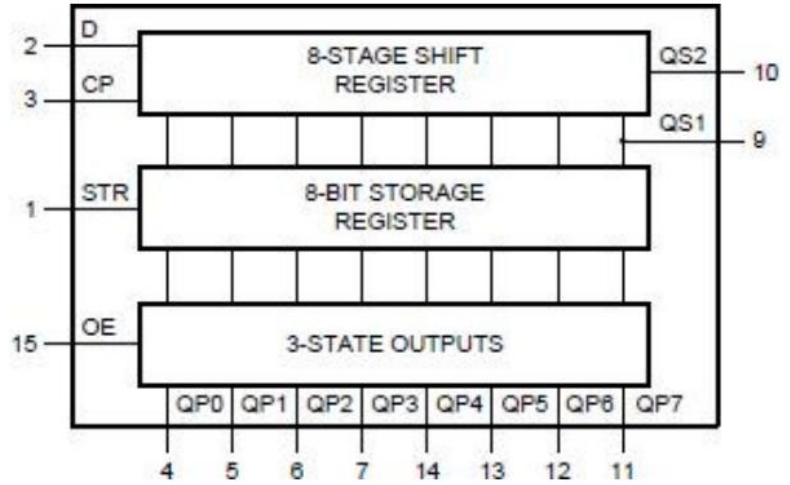 D
2
8-STAGE SHIFT
REGISTER
QS2
10
CP
3
QS1
9
STR
1
8-BIT STORAGE
REGISTER
OE
15
3-STATE OUTPUTS
QP0 QP1 QP2 QP3 QP4 QP5 QP6 QP7
4 5 6 7 14 13 12 11